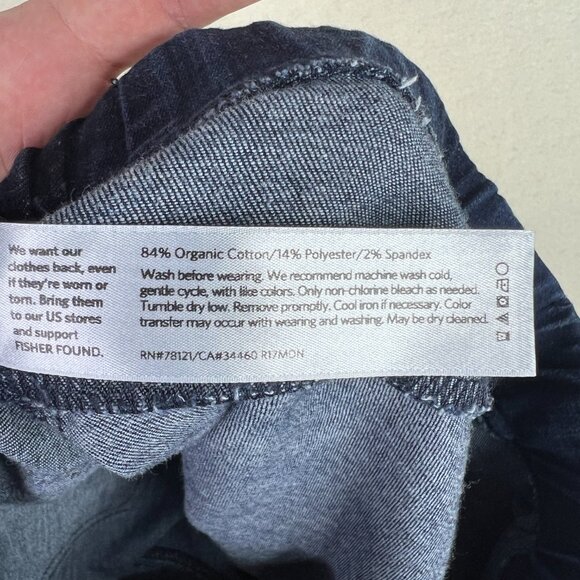 We want our
clothes back, even
if they're worn or
torn. Bring them
to our US stores
and support
FISHER FOUND.
84% Organic Cotton/14% Polyester/2% Spandex
Wash before wearing. We recommend machine wash cold,
gentle cycle, with like colors. Only non-chlorine bleach as needed.
Tumble dry low. Remove promptly. Cool iron if necessary. Color
transfer may occur with wearing and washing. May be dry cleaned.
RN#78121/CA#34460 R17MDN